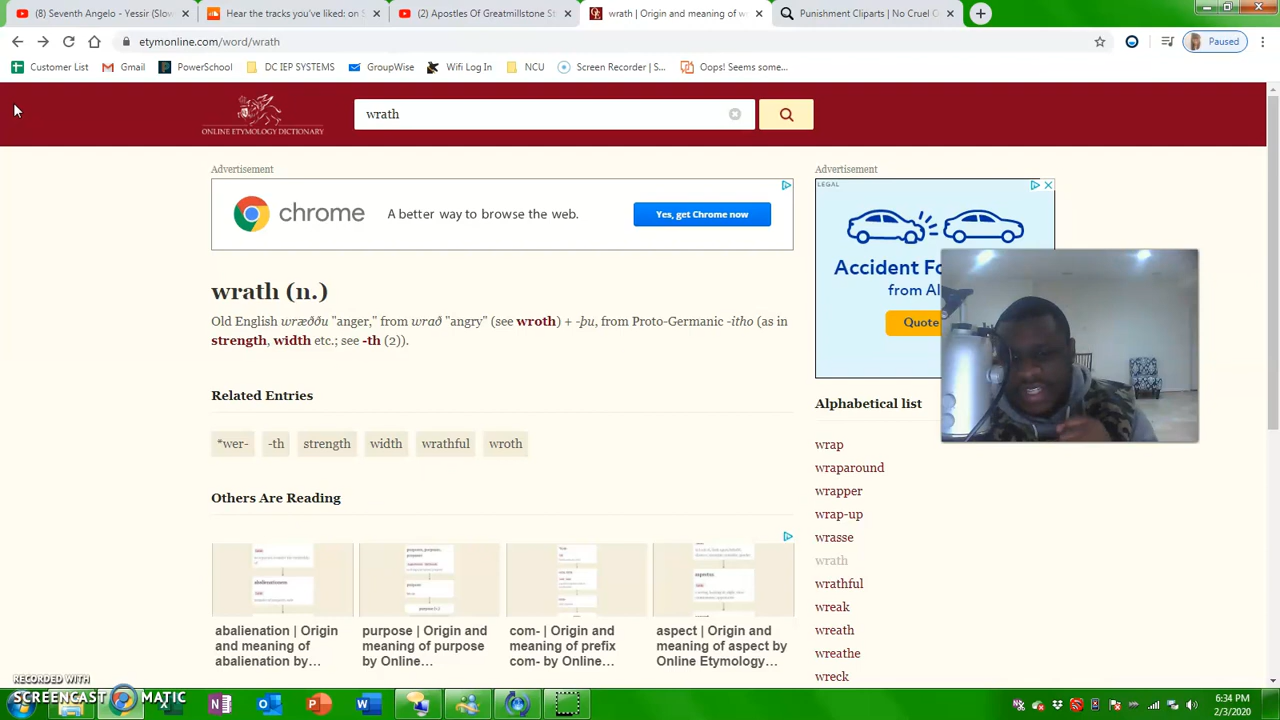 (8) Seventh Angelo - Yessir (Slow
Hear the tracks you've liked
(2) Acapella Of God's Hailstones
wrath | Origin and meaning of w
Punishment Cliparts - Cruel C
etymonline.com/word/wrath
Paused
Customer List
Gmail
PowerSchool
DC IEP SYSTEMS
GroupWise
Wifi Log In
NCU
Screen Recorder | S...
Oops! Seems some...
ONLINE ETYMOLOGY DICTIONARY
wrath
Advertisement
chrome
A better way to browse the web.
Yes, get Chrome now
wrath (n.)
Old English wræððu "anger," from wrað "angry" (see wroth) + -þu, from Proto-Germanic -itho (as in
strength, width etc.; see -th (2)).
Related Entries
*wer-
-th
strength
width
wrathful
wroth
Others Are Reading
abalienation | Origin
and meaning of
abalienation by...
purpose | Origin and
meaning of purpose
by Online...
com- | Origin and
meaning of prefix
com- by Online...
aspect | Origin and
meaning of aspect by
Online Etymology...
Advertisement
LEGAL
Accident
from
Quote
Alphabetical list
wrap
wraparound
wrapper
wrap-up
wrasse
wrath
wrathful
wreak
wreath
wreathe
wreck
RECORDED WITH
SCREENCAST MATIC
6:34 PM
2/3/2020